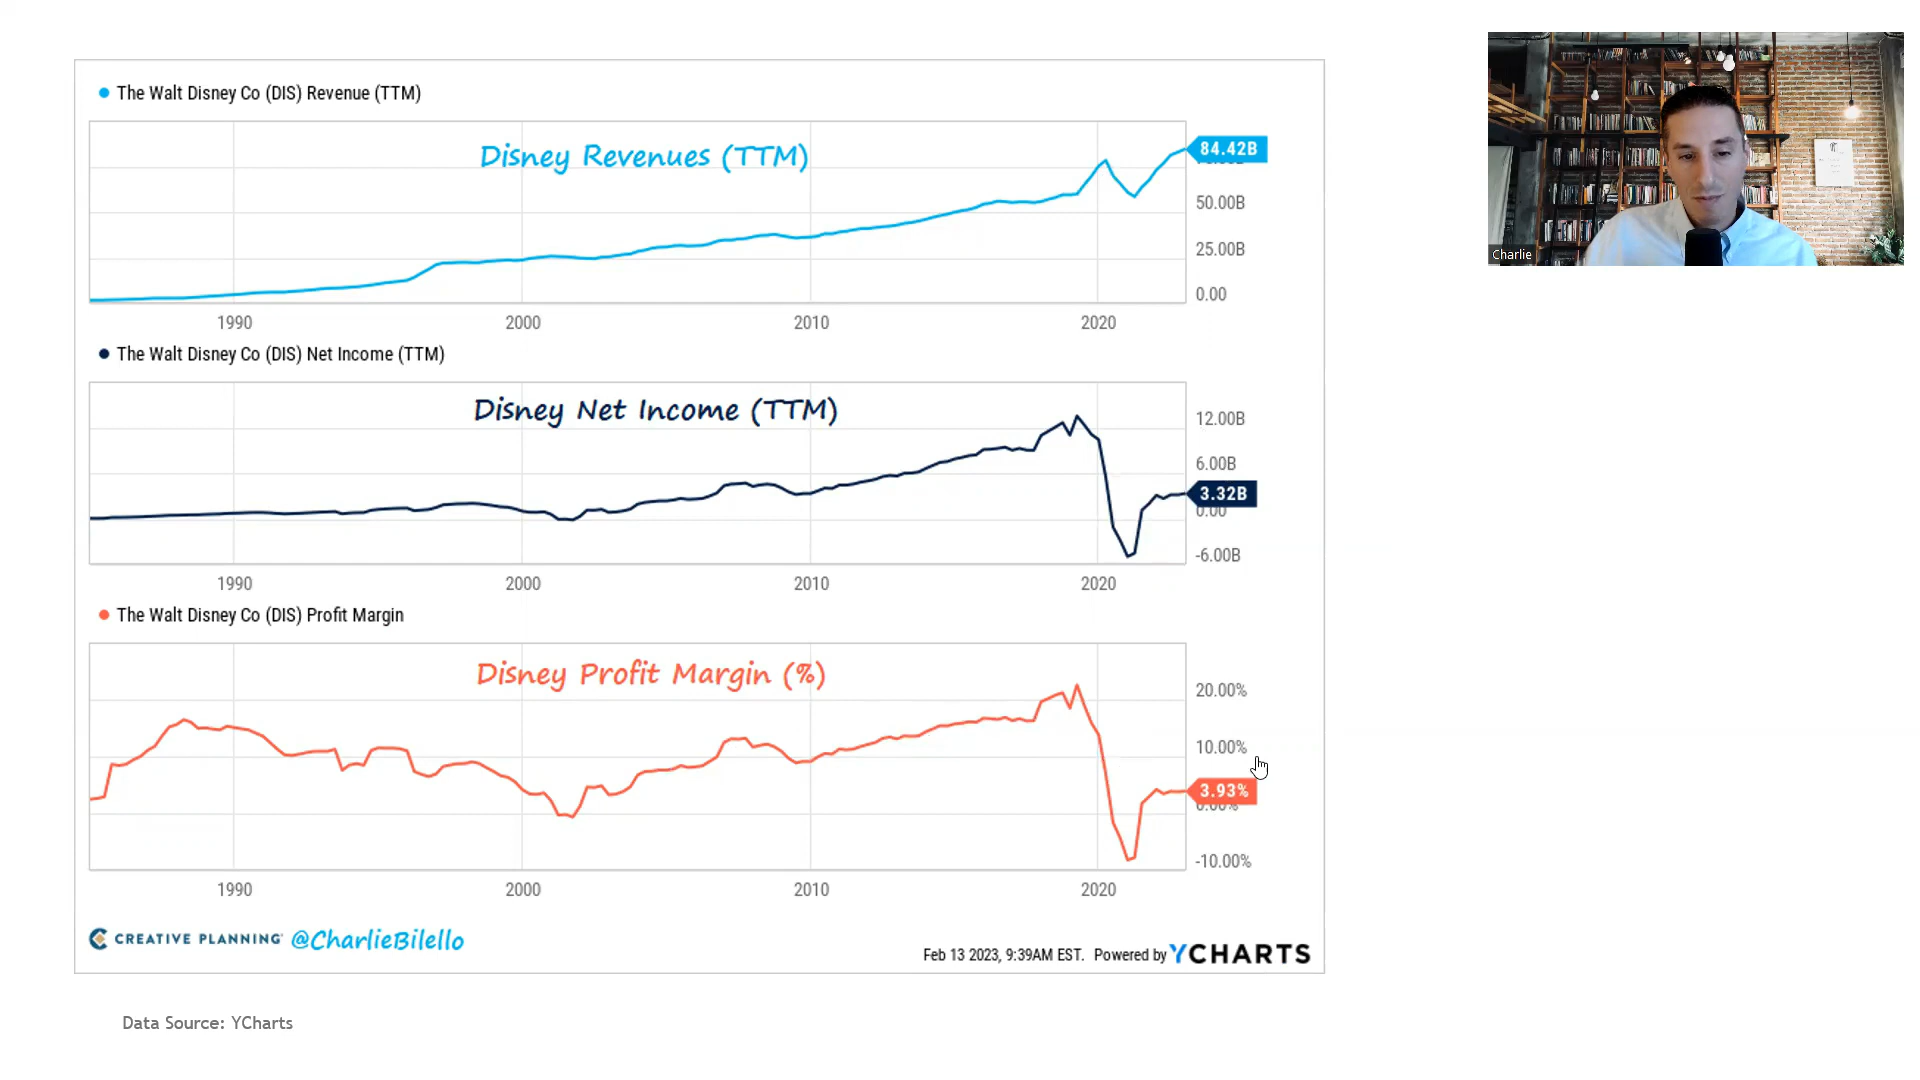 The Walt Disney Co (DIS) Revenue (TTM)
Disney Revenues (TTM)
84.42B
50.00B
25.00B
0.00
1990 2000 2010 2020
The Walt Disney Co (DIS) Net Income (TTM)
Disney Net Income (TTM)
12.00B
6.00B
3.32B
0.00
-6.00B
1990 2000 2010 2020
The Walt Disney Co (DIS) Profit Margin
Disney Profit Margin (%)
20.00%
10.00%
3.93%
0.00%
-10.00%
1990 2000 2010 2020
CREATIVE PLANNING @CharlieBilello
Feb 13 2023, 9:39AM EST. Powered by YCHARTS
Data Source: YCharts
Charlie